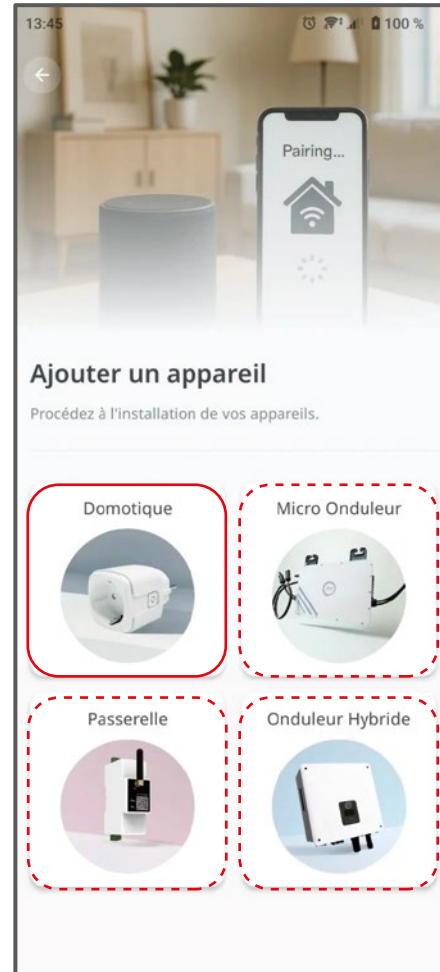 13:45
100 %
Pairing...
Ajouter un appareil
Procédez à l'installation de vos appareils.
Domotique
Micro Onduleur
Passerelle
Onduleur Hybride